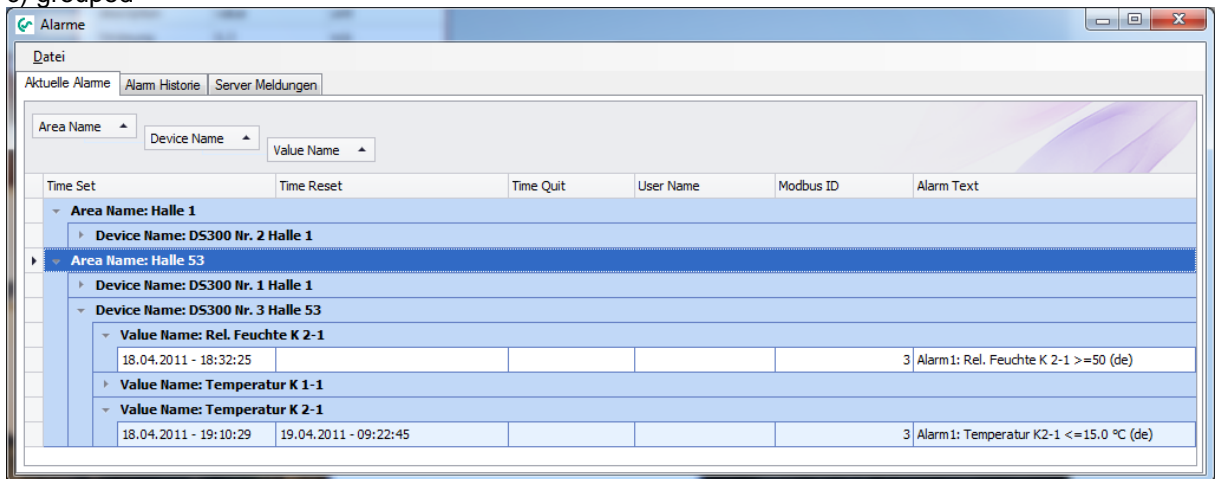 Alarme
Datei
Aktuelle Alarme Alarm Historie Server Meldungen
Area Name
Device Name
Value Name
Time Set Time Reset Time Quit User Name Modbus ID Alarm Text
Area Name: Halle 1
Device Name: DS300 Nr. 2 Halle 1
Area Name: Halle 53
Device Name: DS300 Nr. 1 Halle 1
Device Name: DS300 Nr. 3 Halle 53
Value Name: Rel. Feuchte K 2-1
18.04.2011 - 18:32:25 3 Alarm1: Rel. Feuchte K 2-1 >=50 (de)
Value Name: Temperatur K 1-1
Value Name: Temperatur K 2-1
18.04.2011 - 19:10:29 19.04.2011 - 09:22:45 3 Alarm1: Temperatur K2-1 <=15.0 °C (de)